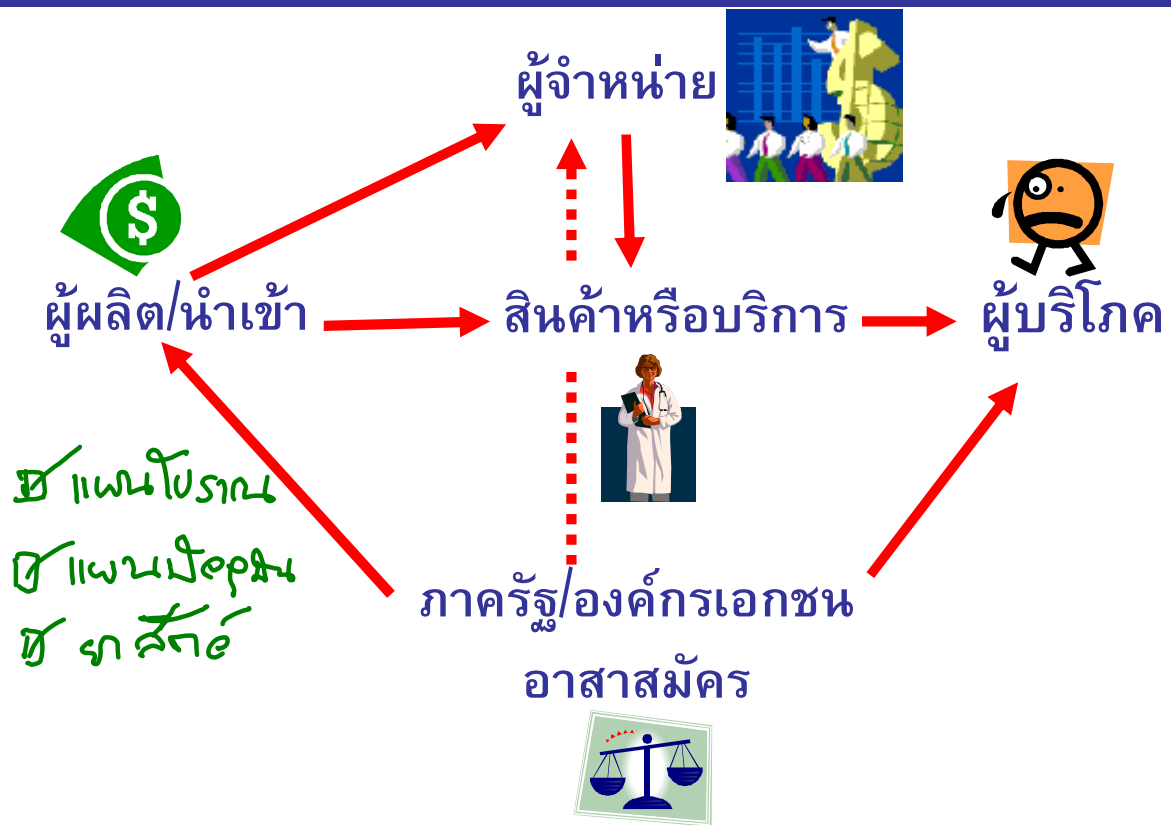 ผู้จำหน่าย
ผู้ผลิต/นำเข้า
สินค้าหรือบริการ
ผู้บริโภค
แผนโบราณ
แผนปัจจุบัน
ยาสัตว์
ภาครัฐ/องค์กรเอกชน
อาสาสมัคร